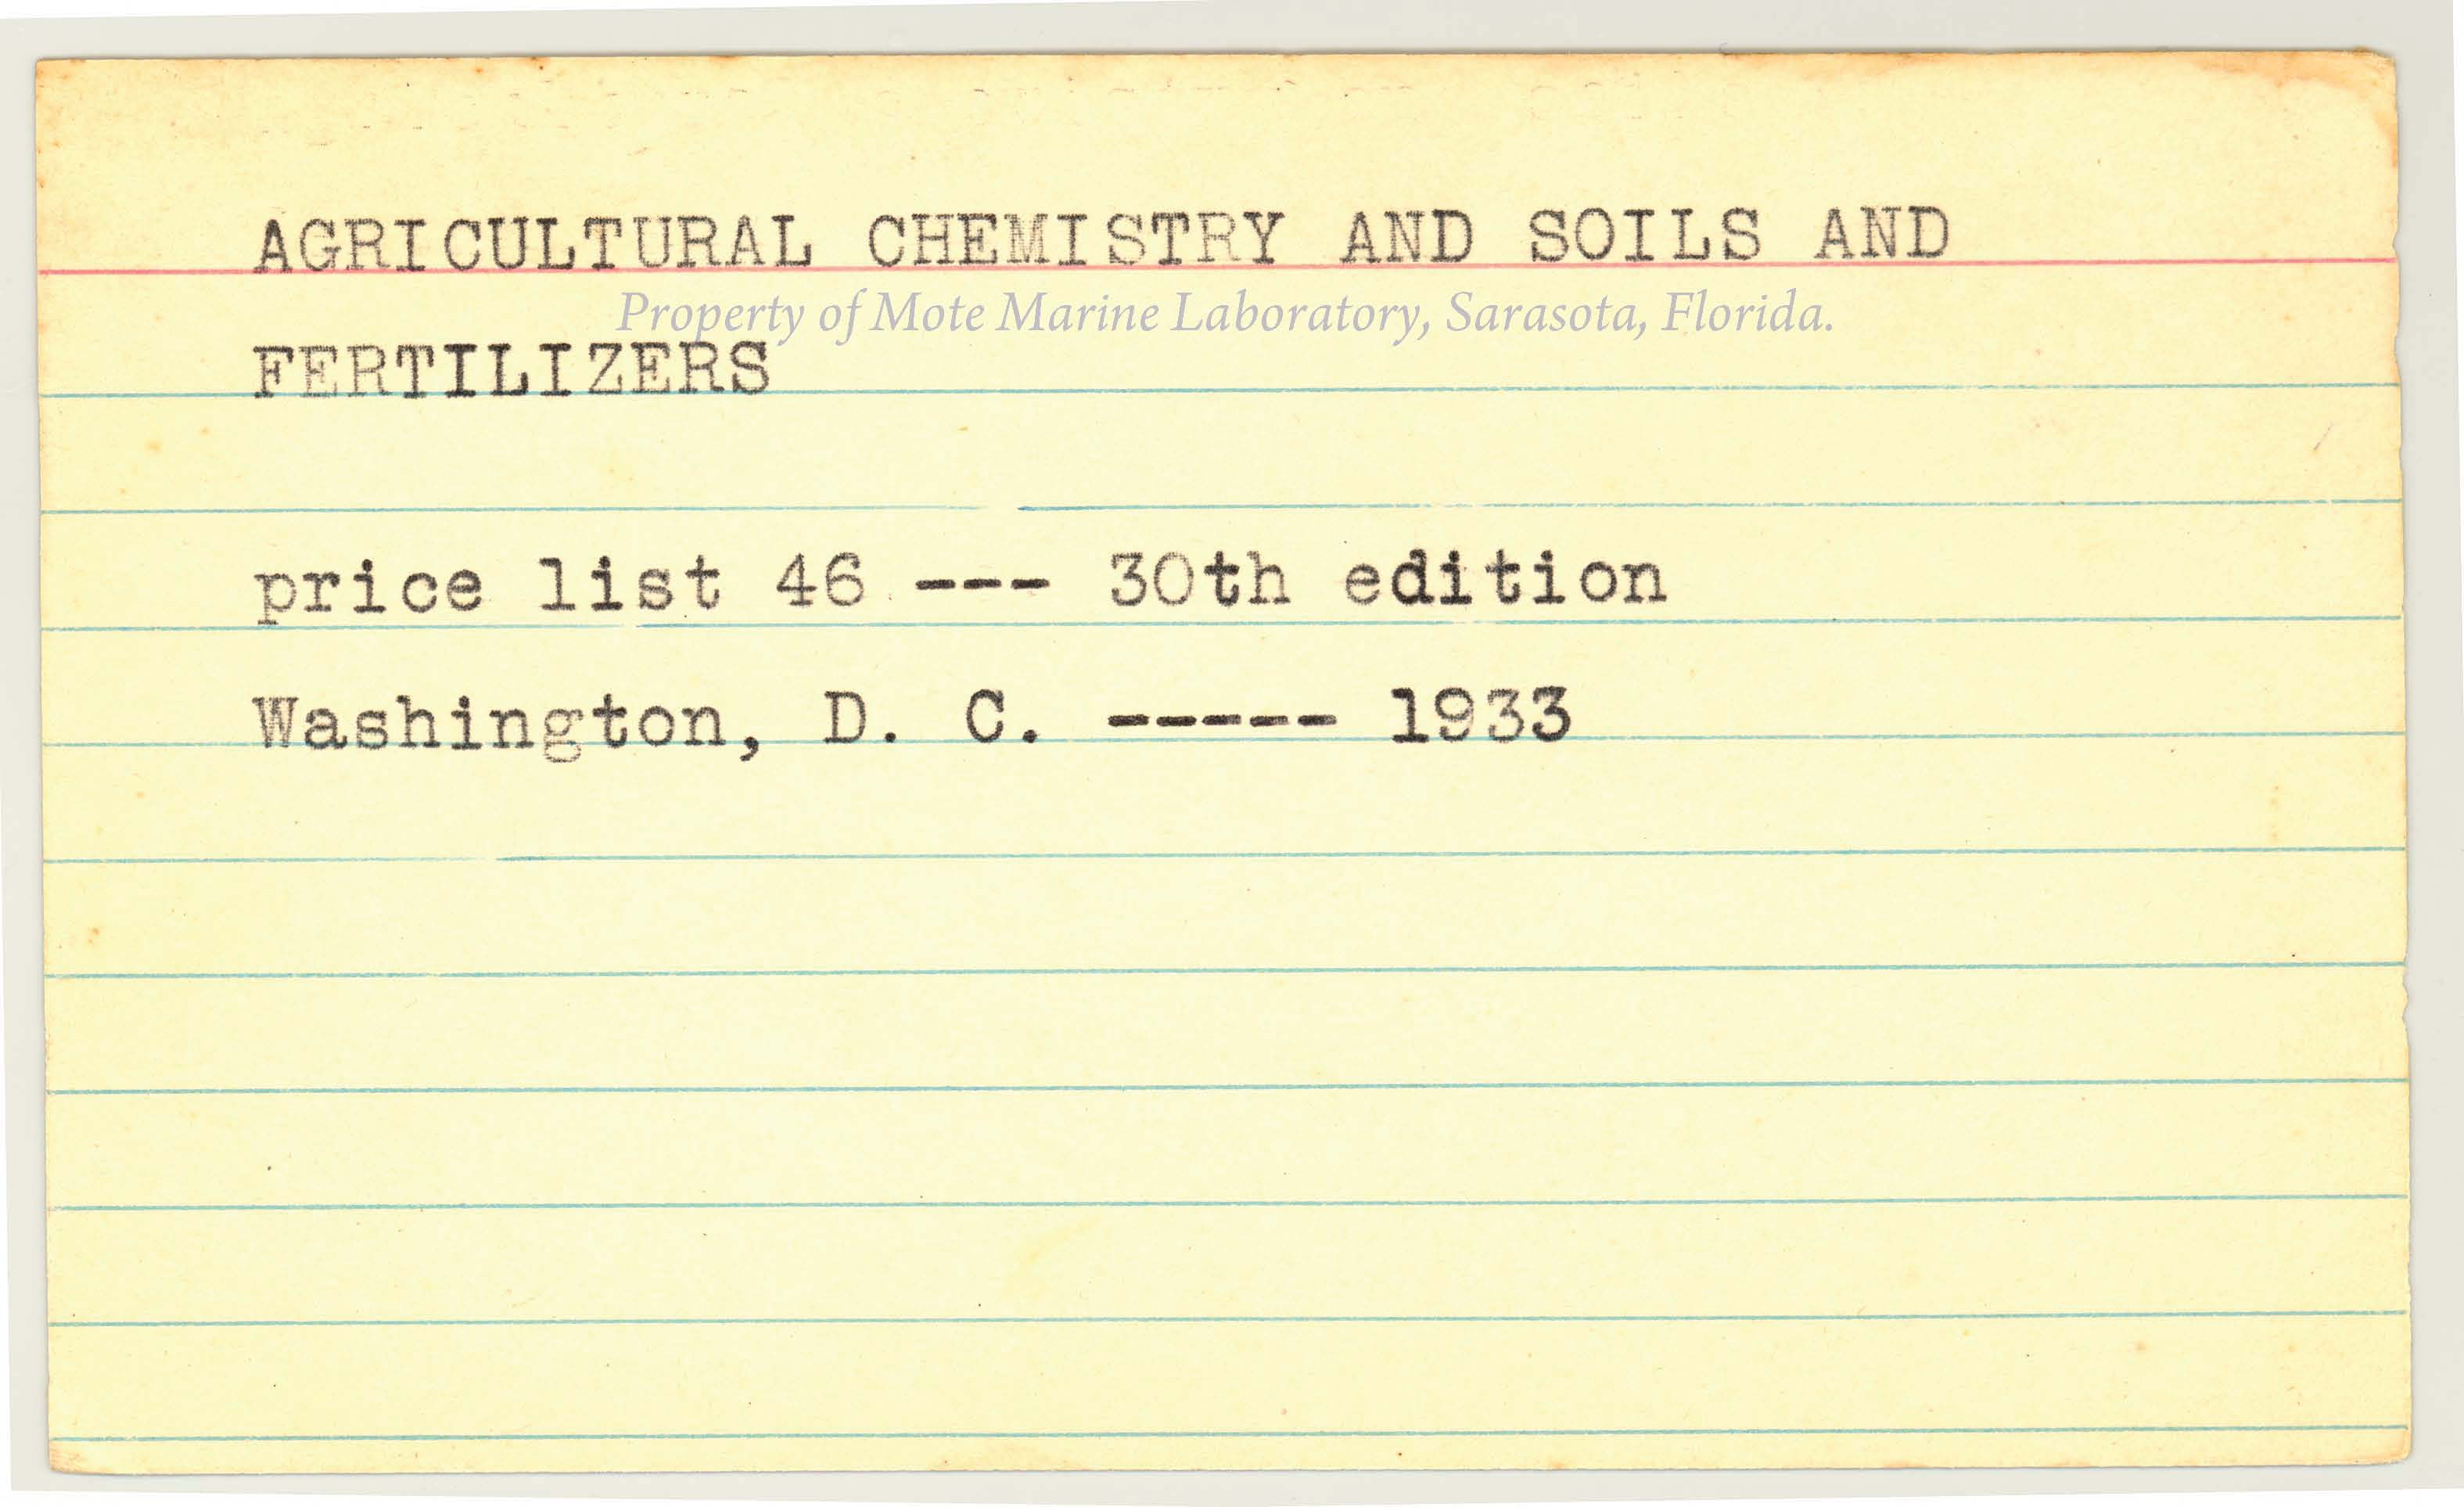 AGRICULTURAL CHEMISTRY AND SOILS AND
Property of Mote Marine Laboratory, Sarasota, Florida.
FERTILIZERS
price list 46 --- 30th edition
Washington, D. C. ----- 1933